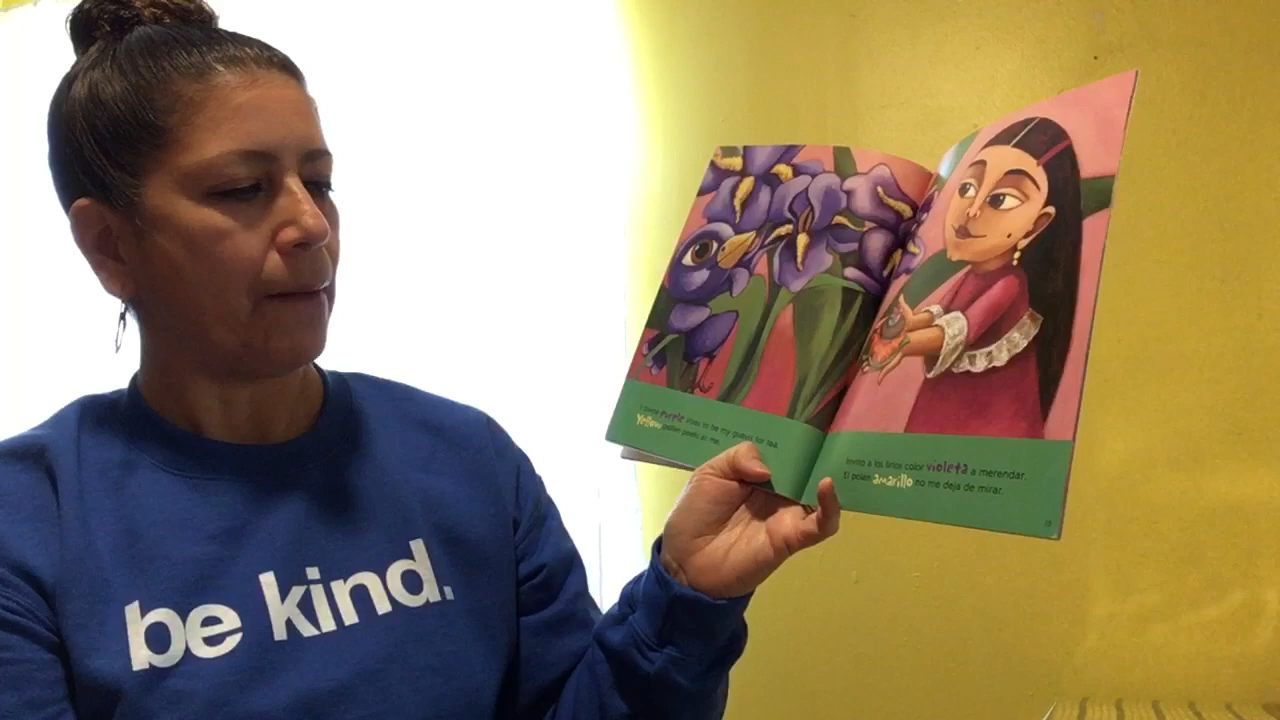 be kind.
I invite Purple irises to be my guests for tea.
Yellow pollen peeks at me.
Invito a los lirios color violeta a merendar.
El polen amarillo no me deja de mirar.